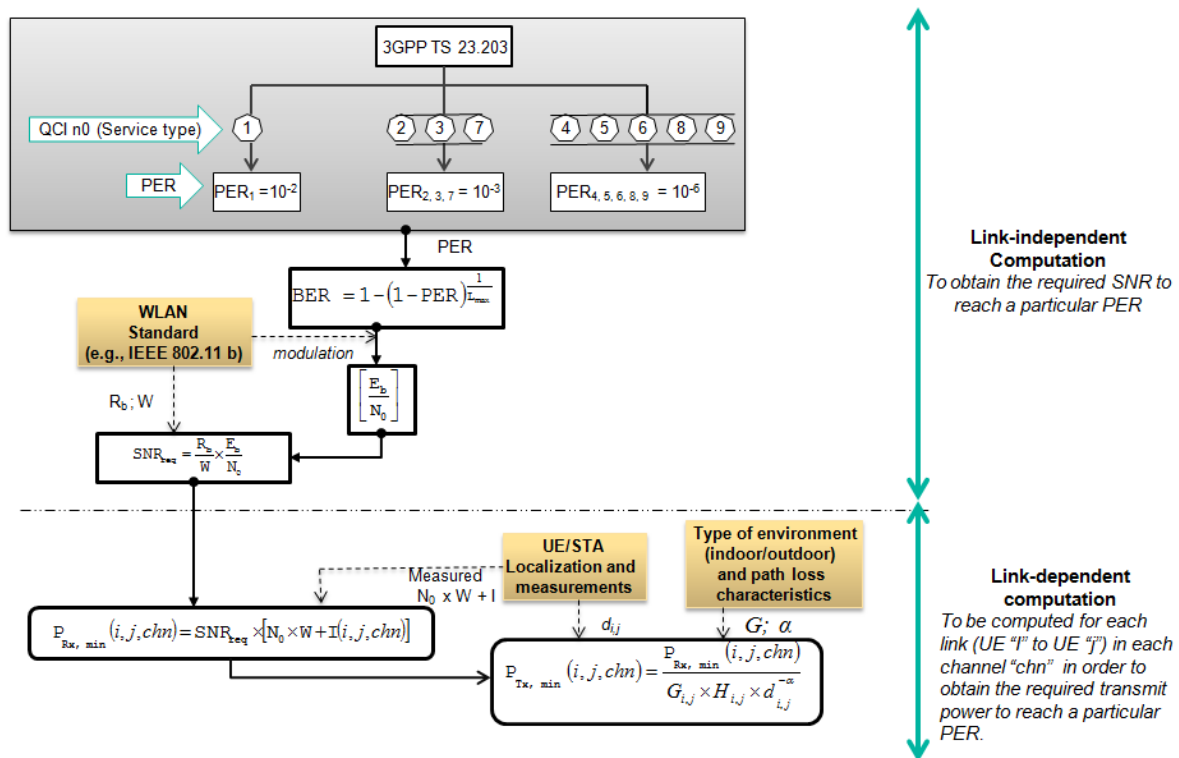 3GPP TS 23.203
QCI n0 (Service type)
1
2 3 7
4 5 6 8 9
PER
PER1 =10-2
PER2, 3, 7 = 10-3
PER4, 5, 6, 8, 9 = 10-6
PER
BER = 1-(1-PER)^(1/Lmax)
WLAN
Standard
(e.g., IEEE 802.11 b)
modulation
[Eb/N0]
Rb ; W
SNRreq = Rb/W × Eb/N0
Link-independent
Computation
To obtain the required SNR to
reach a particular PER
UE/STA
Localization and
measurements
Type of environment
(indoor/outdoor)
and path loss
characteristics
Measured
N0 x W + I
di,j
G; α
PRx, min (i, j, chn) = SNRreq ×[N0 × W + I(i, j, chn)]
PTx, min (i, j, chn) = PRx, min (i, j, chn) / Gi,j × Hi,j × di,j^-α
Link-dependent
computation
To be computed for each
link (UE “I” to UE “j”) in each
channel “chn” in order to
obtain the required transmit
power to reach a particular
PER.